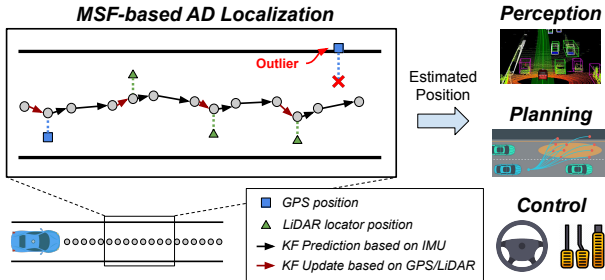 MSF-based AD Localization
Outlier
Estimated
Position
Perception
Planning
Control
GPS position
LiDAR locator position
KF Prediction based on IMU
KF Update based on GPS/LiDAR